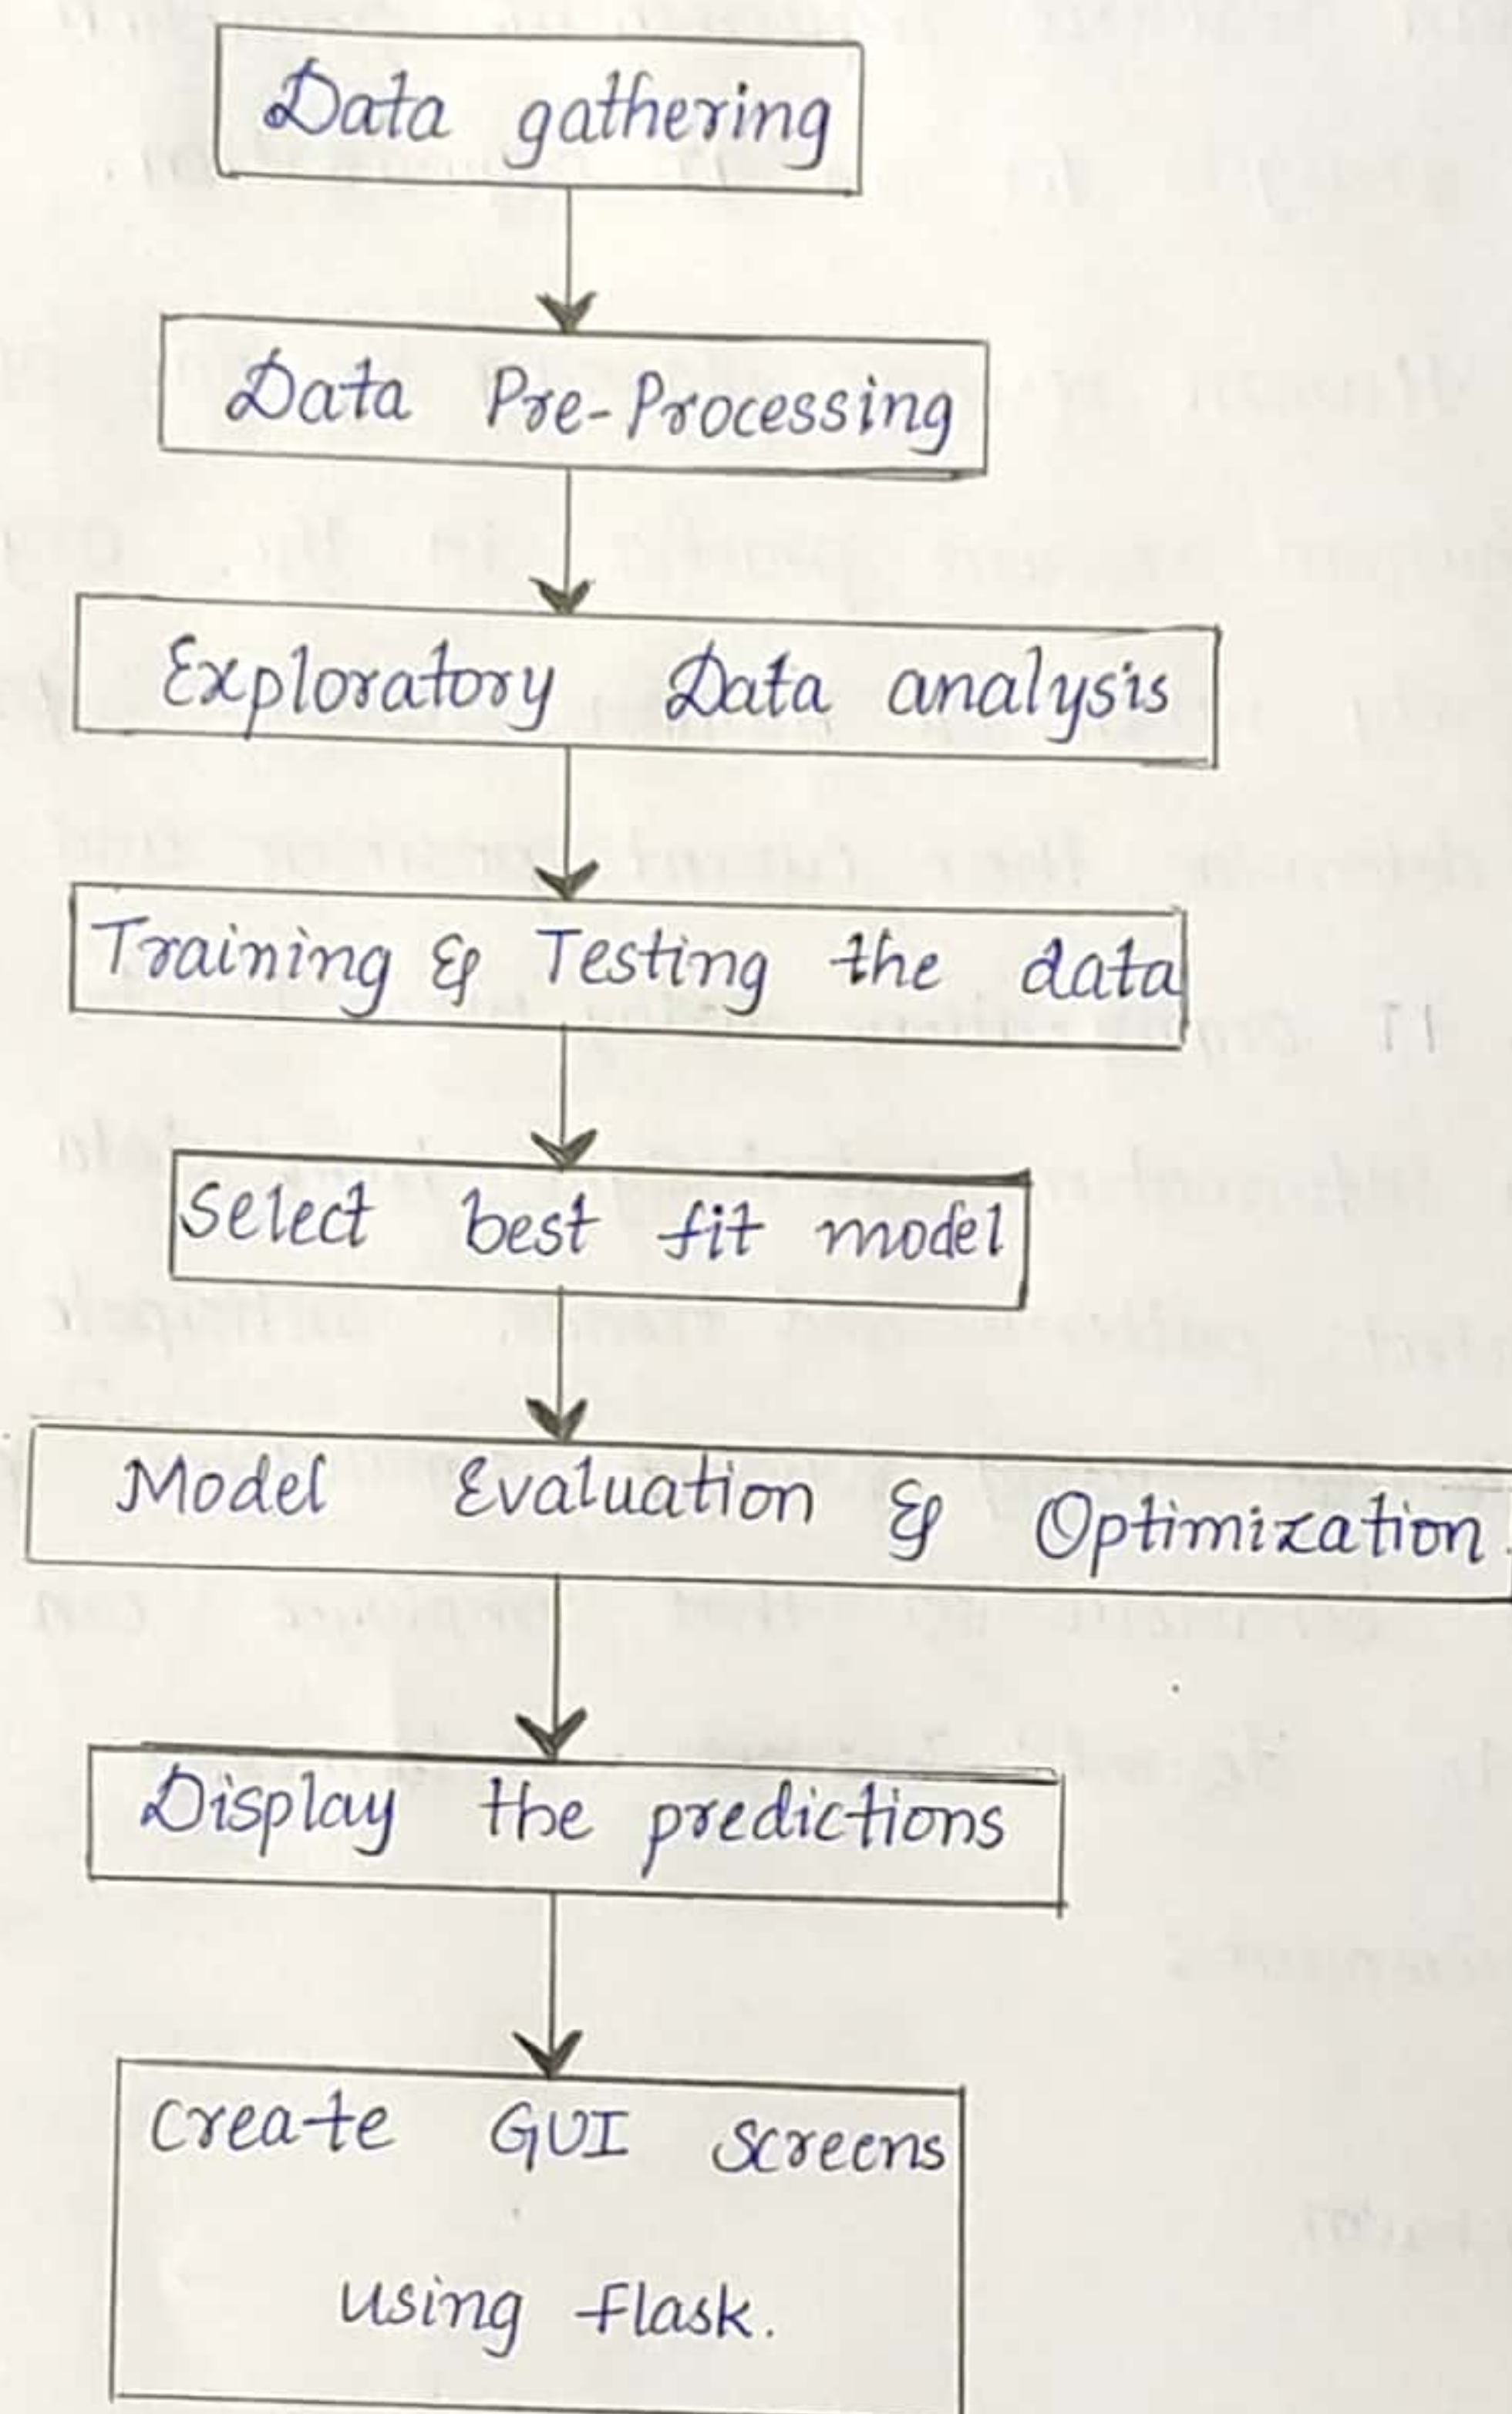 Data gathering
Data Pre-Processing
Exploratory Data analysis
Training & Testing the data
Select best fit model
Model Evaluation & Optimization.
Display the predictions
Create GUI Screens
using flask.